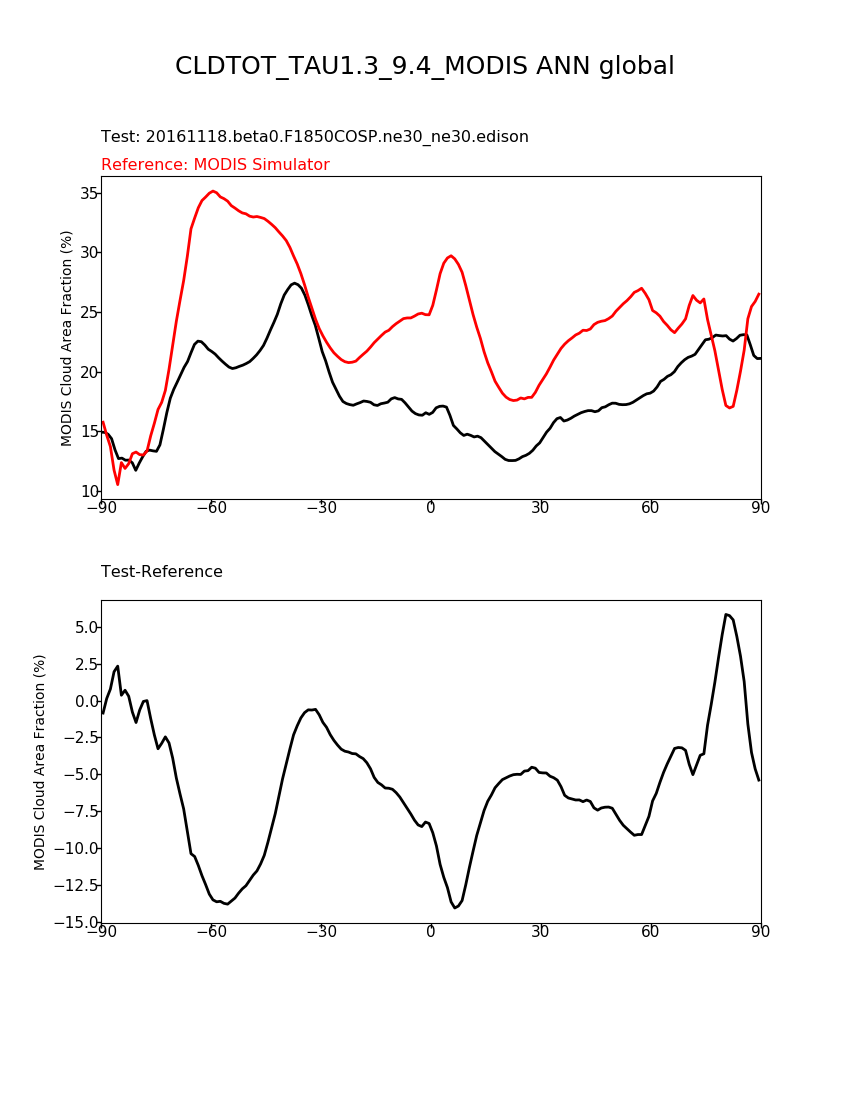 CLDTOT_TAU1.3_9.4_MODIS ANN global
Test: 20161118.beta0.F1850COSP.ne30_ne30.edison
Reference: MODIS Simulator
MODIS Cloud Area Fraction (%)
35
30
25
20
15
10
−90 −60 −30 0 30 60 90
Test-Reference
MODIS Cloud Area Fraction (%)
5.0
2.5
0.0
−2.5
−5.0
−7.5
−10.0
−12.5
−15.0
−90 −60 −30 0 30 60 90